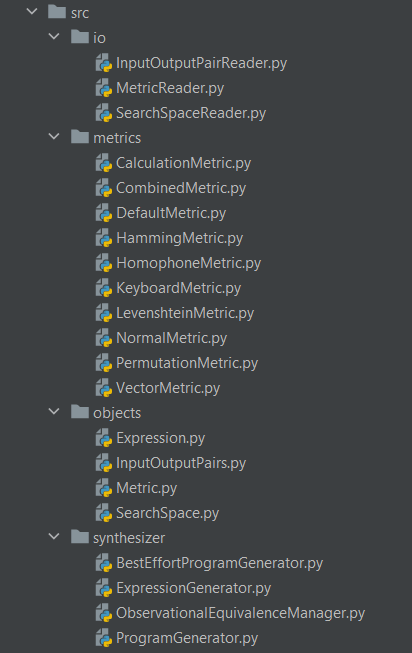 src
io
InputOutputPairReader.py
MetricReader.py
SearchSpaceReader.py
metrics
CalculationMetric.py
CombinedMetric.py
DefaultMetric.py
HammingMetric.py
HomophoneMetric.py
KeyboardMetric.py
LevenshteinMetric.py
NormalMetric.py
PermutationMetric.py
VectorMetric.py
objects
Expression.py
InputOutputPairs.py
Metric.py
SearchSpace.py
synthesizer
BestEffortProgramGenerator.py
ExpressionGenerator.py
ObservationalEquivalenceManager.py
ProgramGenerator.py